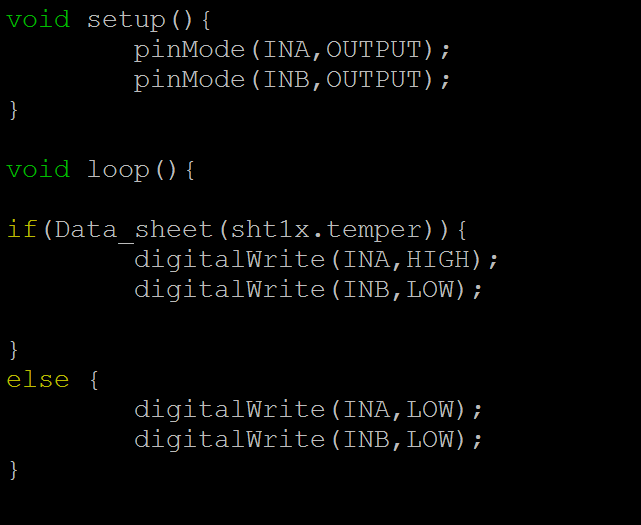 void setup(){
pinMode(INA,OUTPUT);
pinMode(INB,OUTPUT);
}
void loop(){
if(Data_sheet(sht1x.temper)){
digitalWrite(INA,HIGH);
digitalWrite(INB,LOW);
}
else {
digitalWrite(INA,LOW);
digitalWrite(INB,LOW);
}